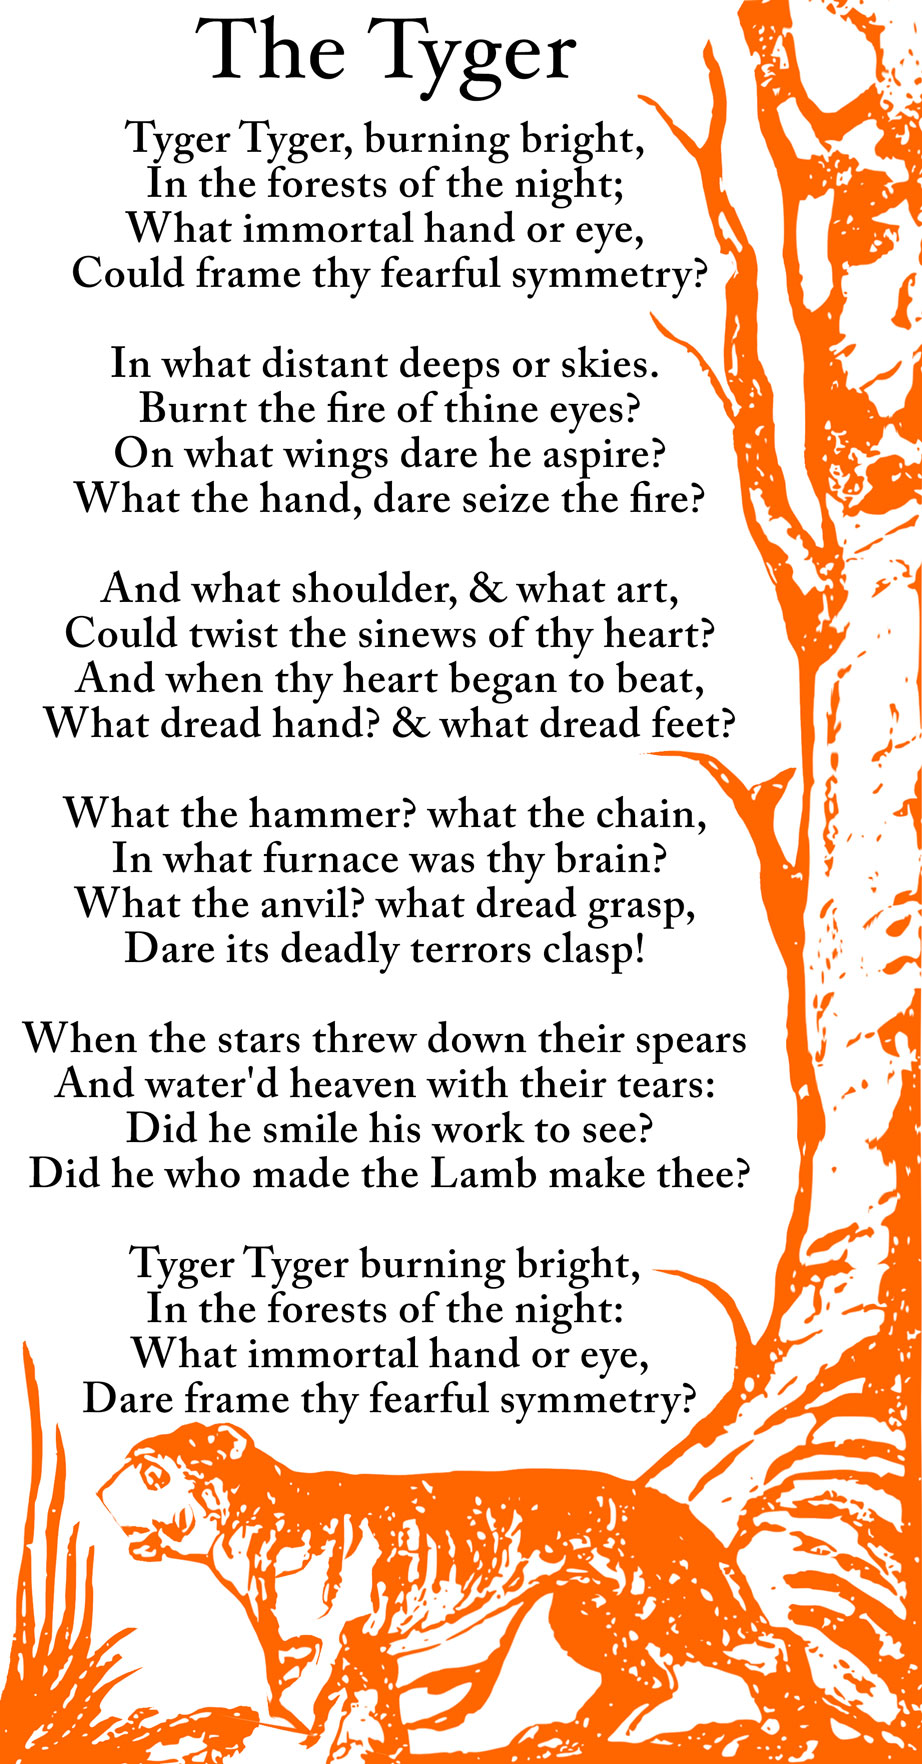 The Tyger
Tyger Tyger, burning bright,
In the forests of the night;
What immortal hand or eye,
Could frame thy fearful symmetry?
In what distant deeps or skies.
Burnt the fire of thine eyes?
On what wings dare he aspire?
What the hand, dare seize the fire?
And what shoulder, & what art,
Could twist the sinews of thy heart?
And when thy heart began to beat,
What dread hand? & what dread feet?
What the hammer? what the chain,
In what furnace was thy brain?
What the anvil? what dread grasp,
Dare its deadly terrors clasp!
When the stars threw down their spears
And water'd heaven with their tears:
Did he smile his work to see?
Did he who made the Lamb make thee?
Tyger Tyger burning bright,
In the forests of the night:
What immortal hand or eye,
Dare frame thy fearful symmetry?